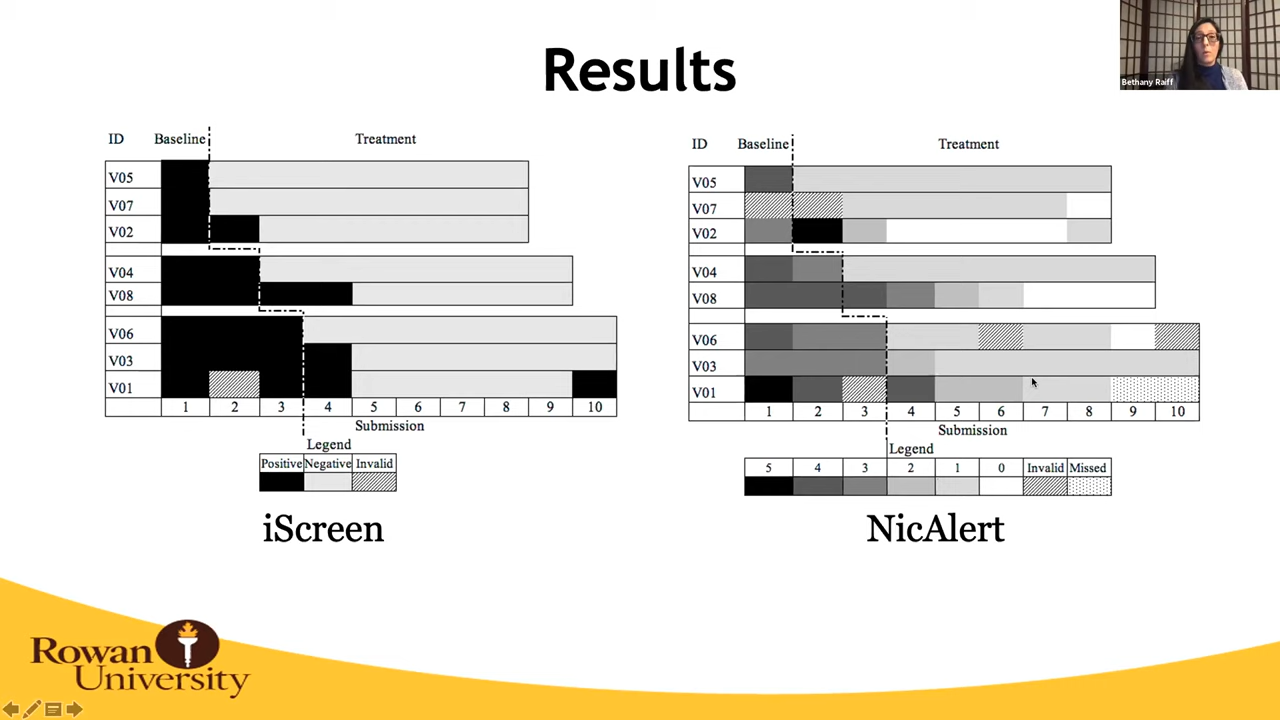 Results
Bethany Raiff
ID Baseline Treatment
V05
V07
V02
V04
V08
V06
V03
V01
1 2 3 4 5 6 7 8 9 10
Submission
Legend
Positive Negative Invalid
iScreen
ID Baseline Treatment
V05
V07
V02
V04
V08
V06
V03
V01
1 2 3 4 5 6 7 8 9 10
Submission
Legend
5 4 3 2 1 0 Invalid Missed
NicAlert
Rowan
University